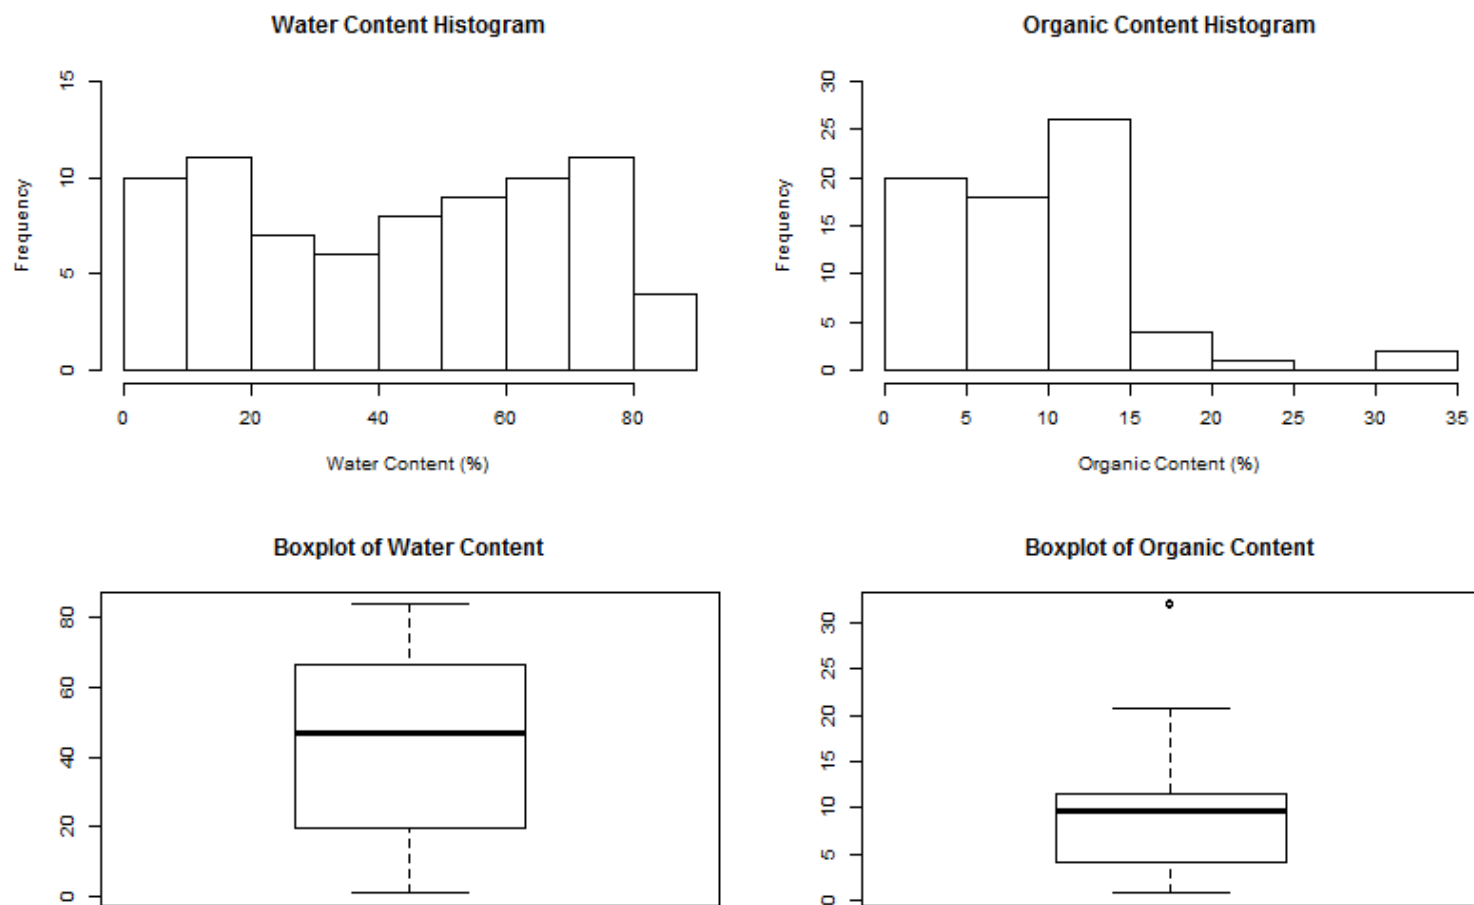 Water Content Histogram
Frequency
15
10
5
0
0 20 40 60 80
Water Content (%)
Organic Content Histogram
Frequency
30
25
20
15
10
5
0
0 5 10 15 20 25 30 35
Organic Content (%)
Boxplot of Water Content
80
60
40
20
0
Boxplot of Organic Content
30
25
20
15
10
5
0